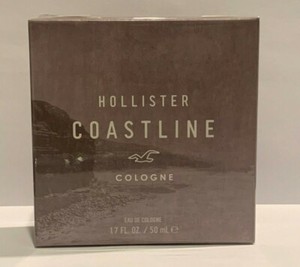 HOLLISTER
COASTLINE
COLOGNE
EAU DE COLOGNE
1.7 FL. OZ. / 50 mL ℮